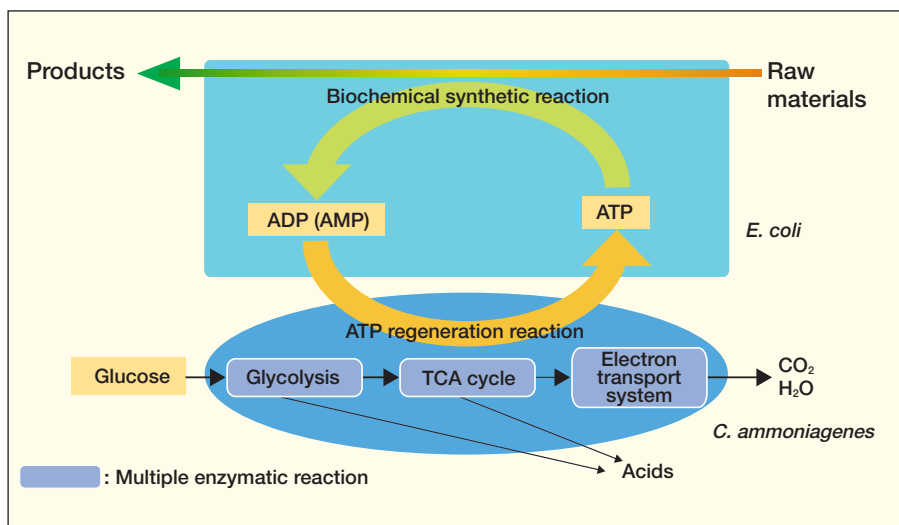 Products
Raw
materials
Biochemical synthetic reaction
ADP (AMP)
ATP
E. coli
ATP regeneration reaction
Glucose
Glycolysis
TCA cycle
Electron
transport
system
CO₂
H₂O
C. ammoniagenes
Acids
: Multiple enzymatic reaction